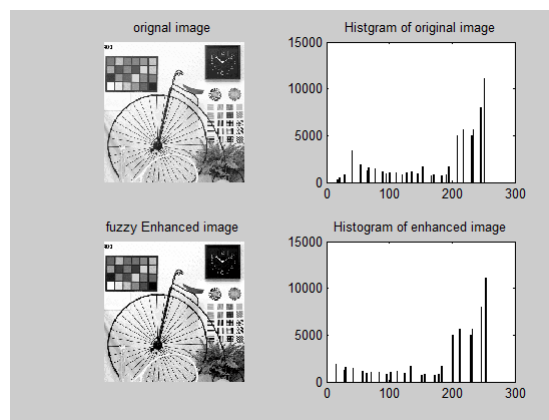 orignal image
Histgram of original image
15000
10000
5000
0
0 100 200 300
fuzzy Enhanced image
Histogram of enhanced image
15000
10000
5000
0
0 100 200 300